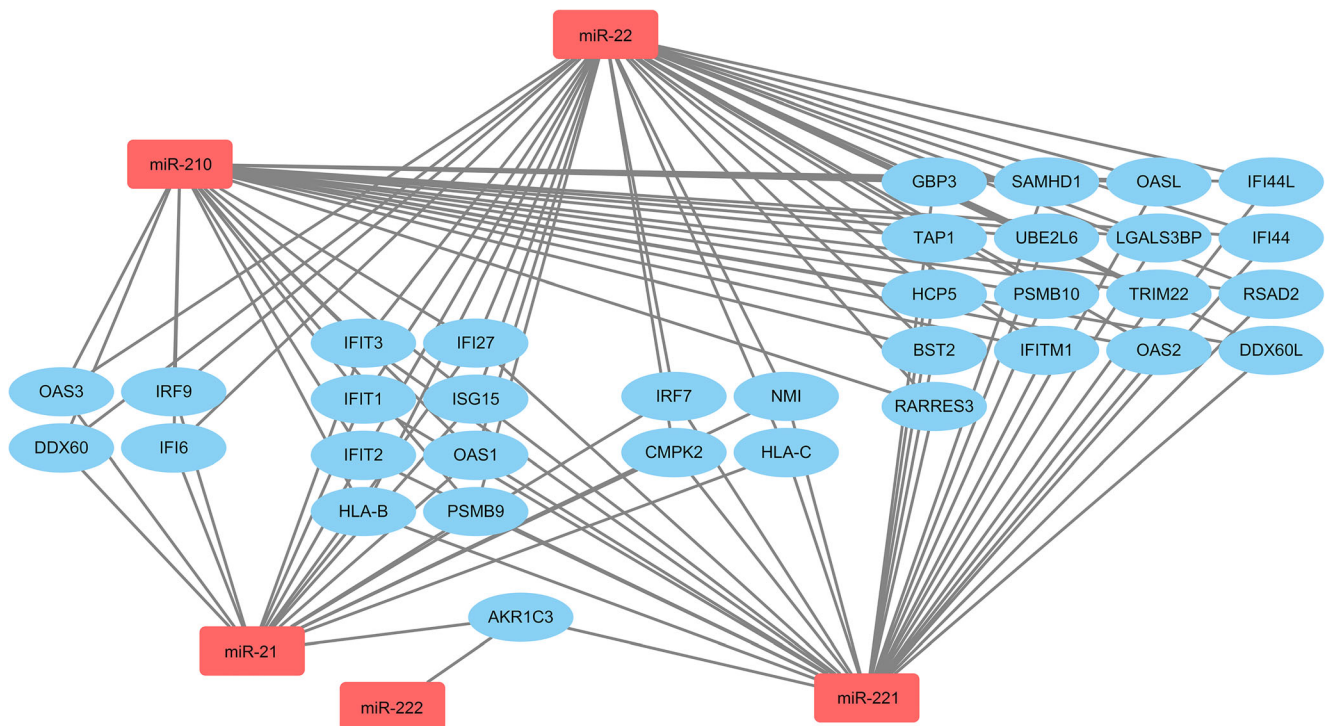 miR-22
miR-210
GBP3 SAMHD1 OASL IFI44L
TAP1 UBE2L6 LGALS3BP IFI44
HCP5 PSMB10 TRIM22 RSAD2
IFIT3 IFI27 BST2 IFITM1 OAS2 DDX60L
OAS3 IRF9 IFIT1 ISG15 IRF7 NMI RARRES3
DDX60 IFI6 IFIT2 OAS1 CMPK2 HLA-C
HLA-B PSMB9
AKR1C3
miR-21
miR-222 miR-221